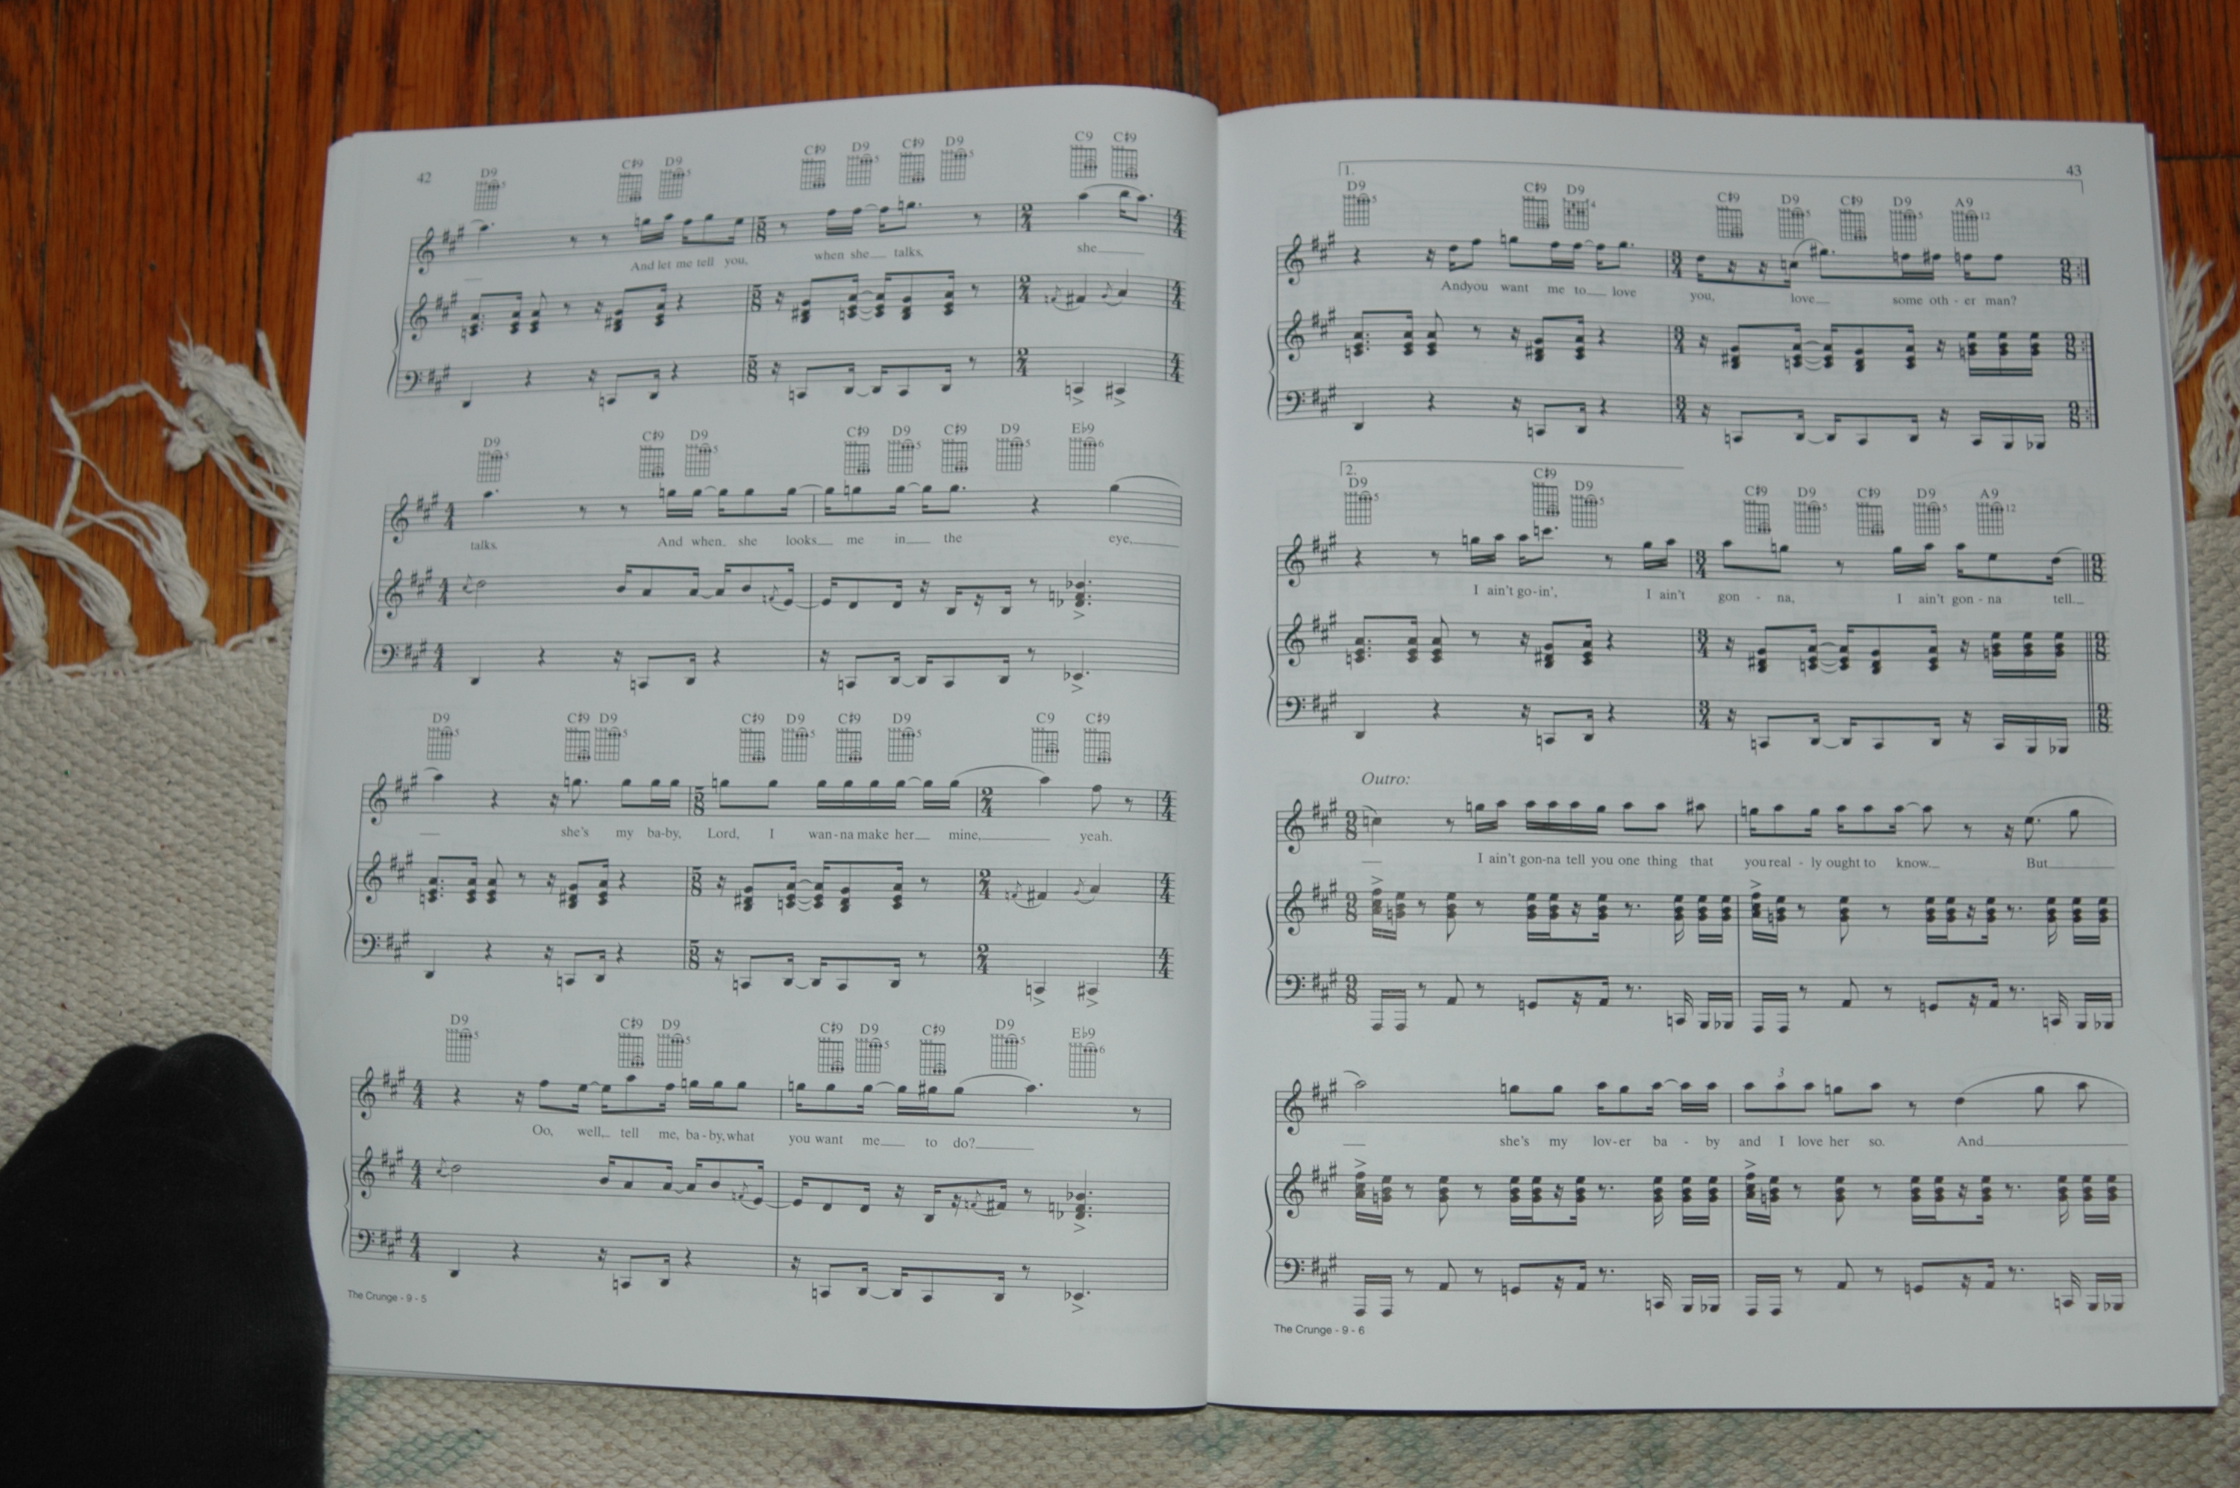 42
D9 C♯9 D9 C♯9 D9 C♯9 D9 C9 C♯9
And let me tell you, when she talks, she
D9 C♯9 D9 C♯9 D9 C♯9 D9 E♭9
talks. And when she looks me in the eye,
D9 C♯9 D9 C♯9 D9 C♯9 D9 C9 C♯9
she's my ba-by, Lord, I wan-na make her mine, yeah.
D9 C♯9 D9 C♯9 D9 C♯9 D9 E♭9
Oo, well, tell me, ba-by, what you want me to do?
The Crunge - 9 - 5
43
1.
D9 C♯9 D9 C♯9 D9 C♯9 D9 A9
And you want me to love you, love some oth - er man?
2.
D9 C♯9 D9 C♯9 D9 C♯9 D9 A9
I ain't go-in', I ain't gon - na, I ain't gon - na tell
Outro:
I ain't gon-na tell you one thing that you real - ly ought to know. But
she's my lov-er ba - by and I love her so. And
3
The Crunge - 9 - 6